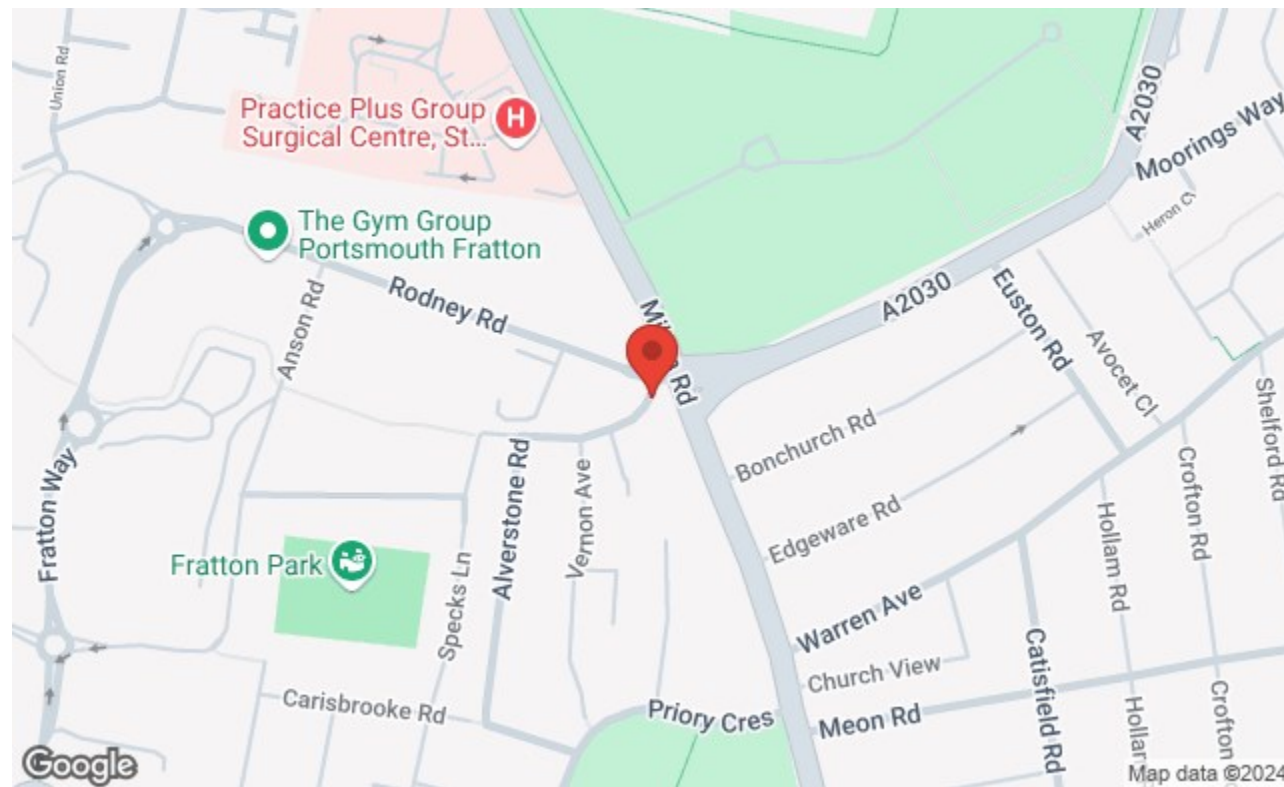 Union Rd
Practice Plus Group
Surgical Centre, St...
H
A2030
Moorings Way
Heron C
The Gym Group
Portsmouth Fratton
Rodney Rd
Anson Rd
Rd
A2030
Euston Rd
Avocet Cl
Shelford Rd
Bonchurch Rd
Edgeware Rd
Alverstone Rd
Vernon Ave
Crofton Rd
Hollam Rd
Fratton Way
Fratton Park
Specks Ln
Warren Ave
Church View
Catisfield Rd
Carisbrooke Rd
Priory Cres
Meon Rd
Crofton
Google
Map data ©2024